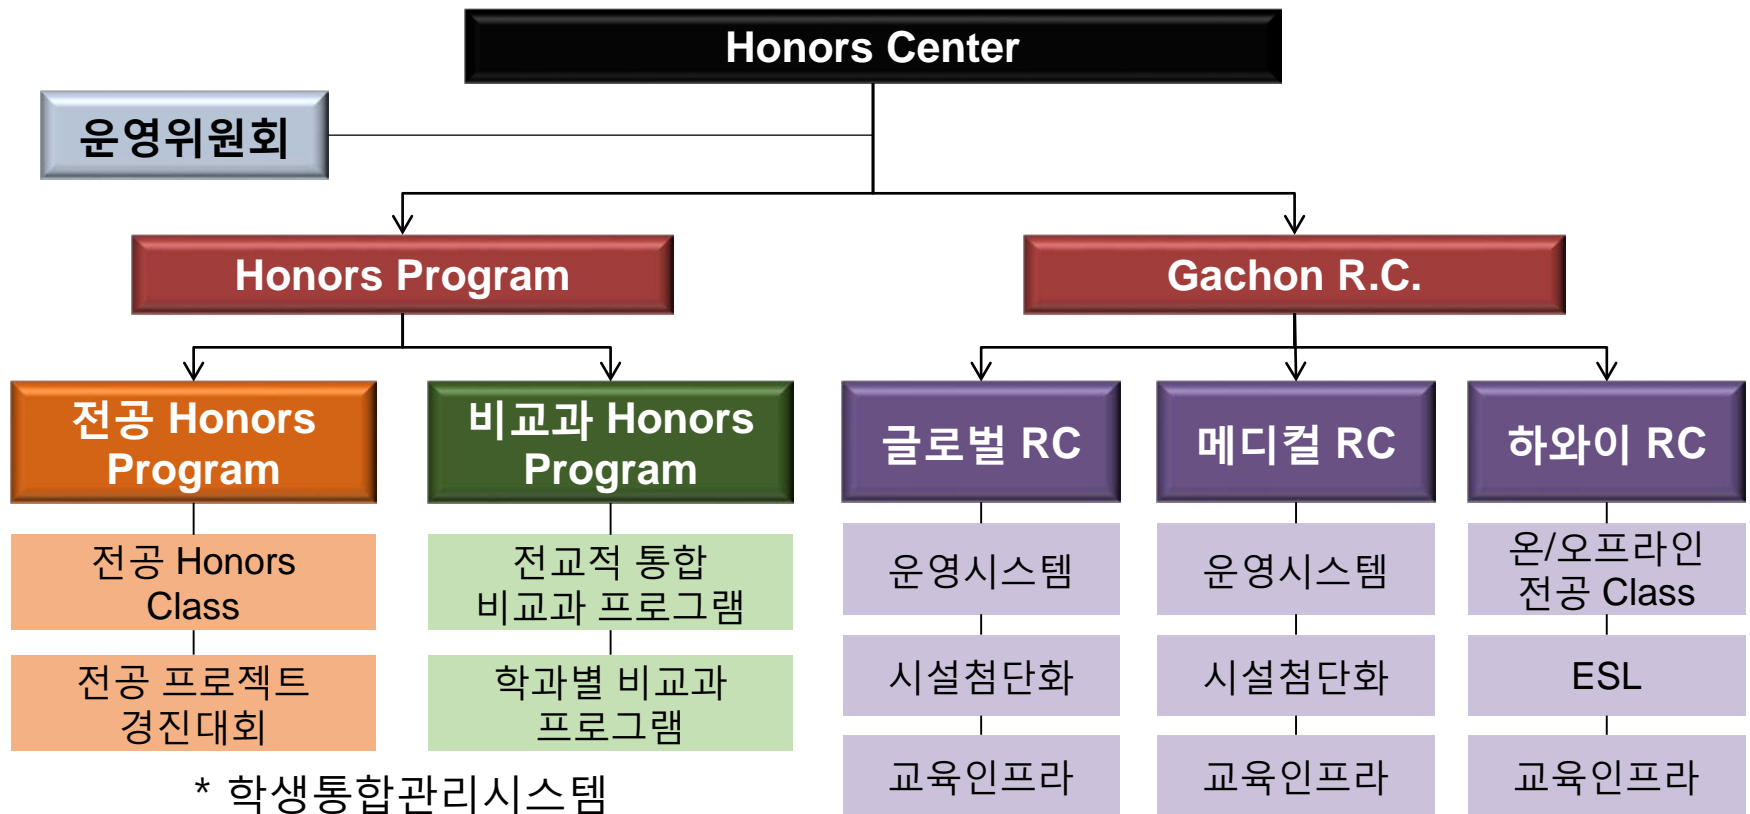 Honors Center
운영위원회
Honors Program
Gachon R.C.
전공 Honors
Program
비교과 Honors
Program
글로벌 RC
메디컬 RC
하와이 RC
전공 Honors
Class
전교적 통합
비교과 프로그램
운영시스템
운영시스템
온/오프라인
전공 Class
전공 프로젝트
경진대회
학과별 비교과
프로그램
시설첨단화
시설첨단화
ESL
교육인프라
교육인프라
교육인프라
* 학생통합관리시스템